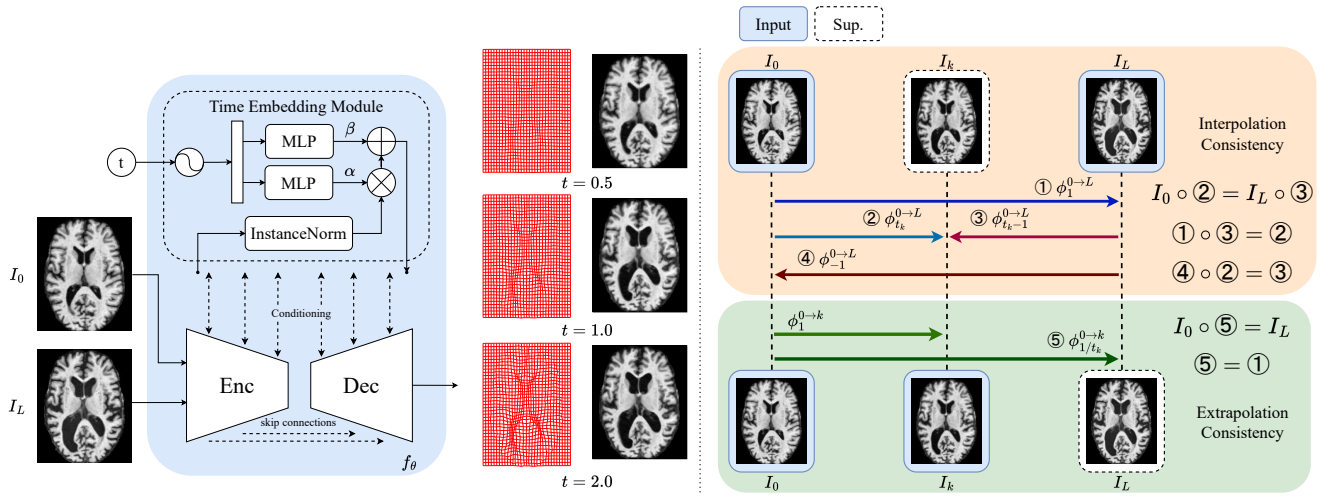 Time Embedding Module
t
MLP
β
MLP
α
InstanceNorm
I_0
I_L
Conditioning
Enc
Dec
skip connections
f_θ
t = 0.5
t = 1.0
t = 2.0
Input
Sup.
I_0
I_k
I_L
Interpolation
Consistency
① ϕ_1^{0→L}
I_0 ∘ ② = I_L ∘ ③
② ϕ_{t_k}^{0→L}
③ ϕ_{t_k−1}^{0→L}
① ∘ ③ = ②
④ ϕ_{−1}^{0→L}
④ ∘ ② = ③
ϕ_1^{0→k}
I_0 ∘ ⑤ = I_L
⑤ ϕ_{1/t_k}^{0→k}
⑤ = ①
Extrapolation
Consistency
I_0
I_k
I_L